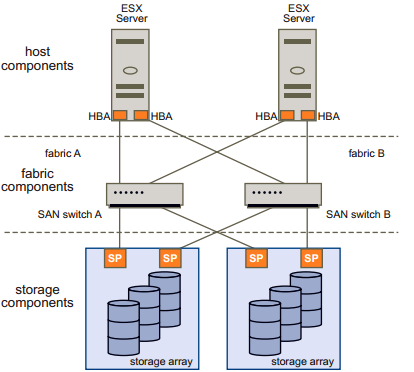 ESX
Server
ESX
Server
host
components
HBA
HBA
HBA
HBA
fabric A
fabric B
fabric
components
SAN switch A
SAN switch B
SP
SP
SP
SP
storage
components
storage array
storage array